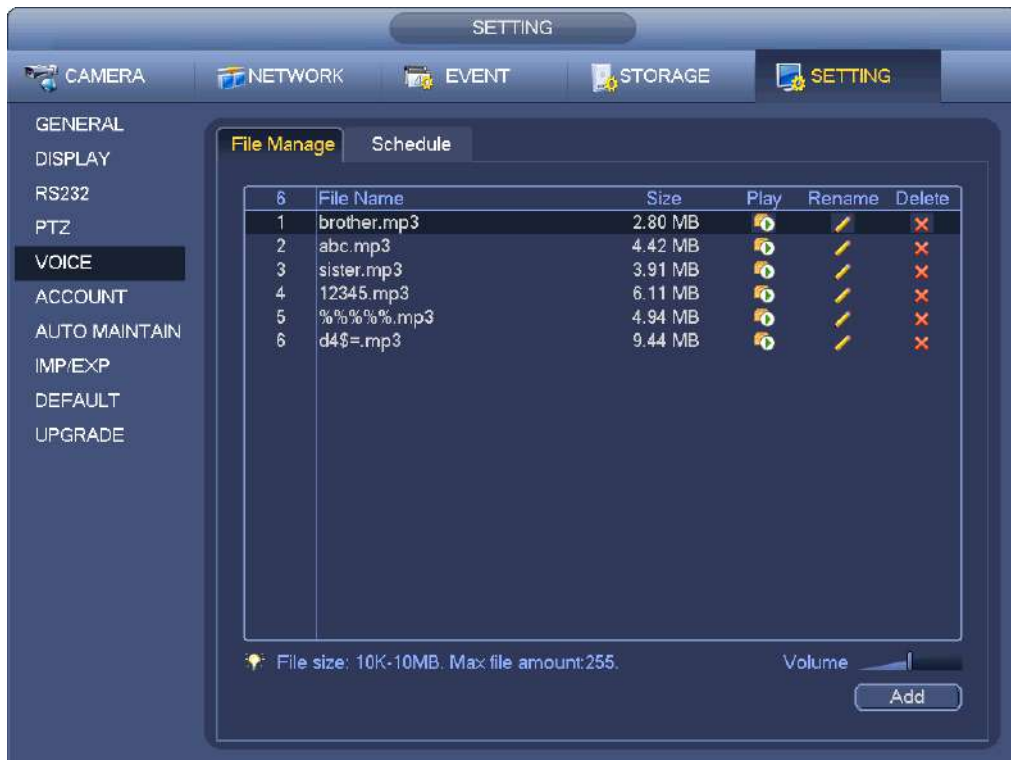 SETTING
CAMERA NETWORK EVENT STORAGE SETTING
GENERAL
DISPLAY
RS232
PTZ
VOICE
ACCOUNT
AUTO MAINTAIN
IMP/EXP
DEFAULT
UPGRADE
File Manage Schedule
6 File Name Size Play Rename Delete
1 brother.mp3 2.80 MB
2 abc.mp3 4.42 MB
3 sister.mp3 3.91 MB
4 12345.mp3 6.11 MB
5 %%%%%.mp3 4.94 MB
6 d4$=.mp3 9.44 MB
File size: 10K-10MB. Max file amount:255. Volume
Add